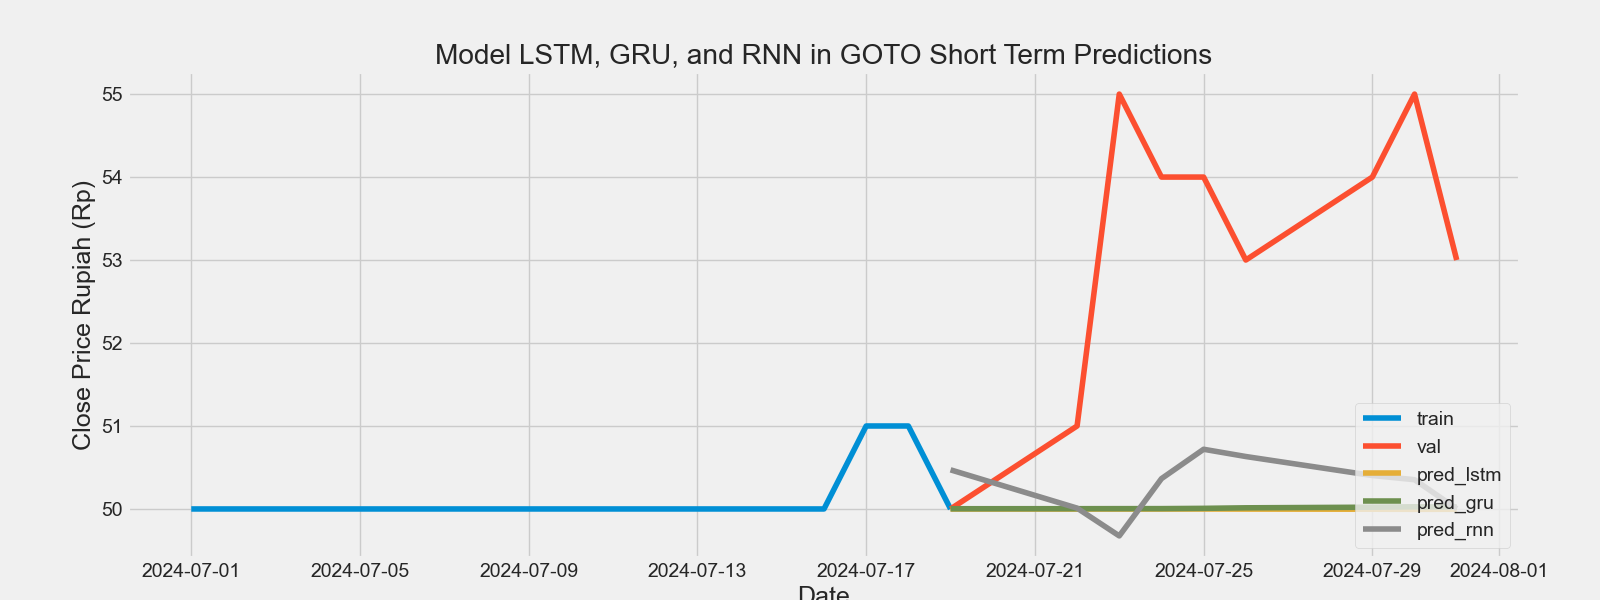 Model LSTM, GRU, and RNN in GOTO Short Term Predictions
Close Price Rupiah (Rp)
55
54
53
52
51
50
train
val
pred_lstm
pred_gru
pred_rnn
2024-07-01 2024-07-05 2024-07-09 2024-07-13 2024-07-17 2024-07-21 2024-07-25 2024-07-29 2024-08-01
Date